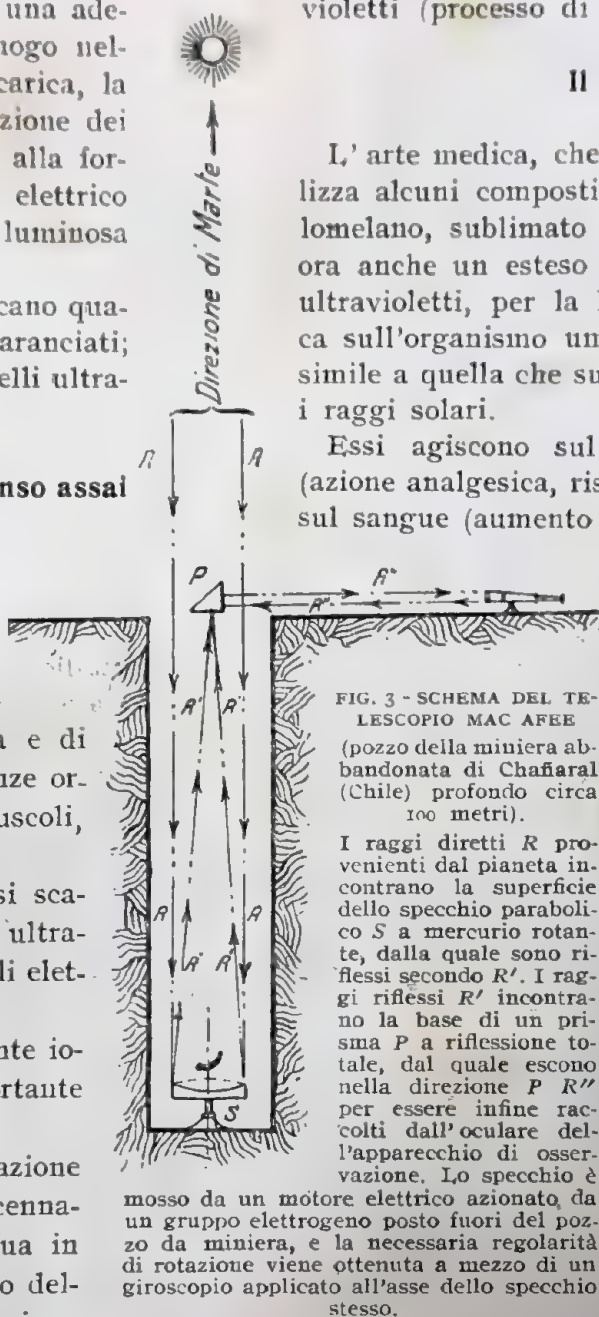 una ade-
nogo nel-
carica, la
zione dei
alla for-
elettrico
luminosa
cano qua-
aranciati;
elli ultra-
nso assai
a e di
nze or-
uscoli,
si sca-
ultra-
li elet-
nte io-
rtante
azione
cenna-
ua in
o del-
Direzione di Marte
R R
P
R"
R"
R' R'
R R
R' R'
S
violetti (processo di
Il
L'arte medica, che
lizza alcuni composti
lomelano, sublimato
ora anche un esteso
ultravioletti, per la
ca sull'organismo um
simile a quella che su
i raggi solari.
Essi agiscono sul
(azione analgesica, ris
sul sangue (aumento
FIG. 3 - SCHEMA DEL TE-
LESCOPIO MAC AFEE
(pozzo della miniera ab-
bandonata di Chañaral
(Chile) profondo circa
100 metri).
I raggi diretti R pro-
venienti dal pianeta in-
contrano la superficie
dello specchio paraboli-
co S a mercurio rotan-
te, dalla quale sono ri-
flessi secondo R'. I rag-
gi riflessi R' incontra-
no la base di un pri-
sma P a riflessione to-
tale, dal quale escono
nella direzione P R"
per essere infine rac-
colti dall'oculare del-
l'apparecchio di osser-
vazione. Lo specchio è
mosso da un motore elettrico azionato da
un gruppo elettrogeno posto fuori del poz-
zo da miniera, e la necessaria regolarità
di rotazione viene ottenuta a mezzo di un
giroscopio applicato all'asse dello specchio
stesso.